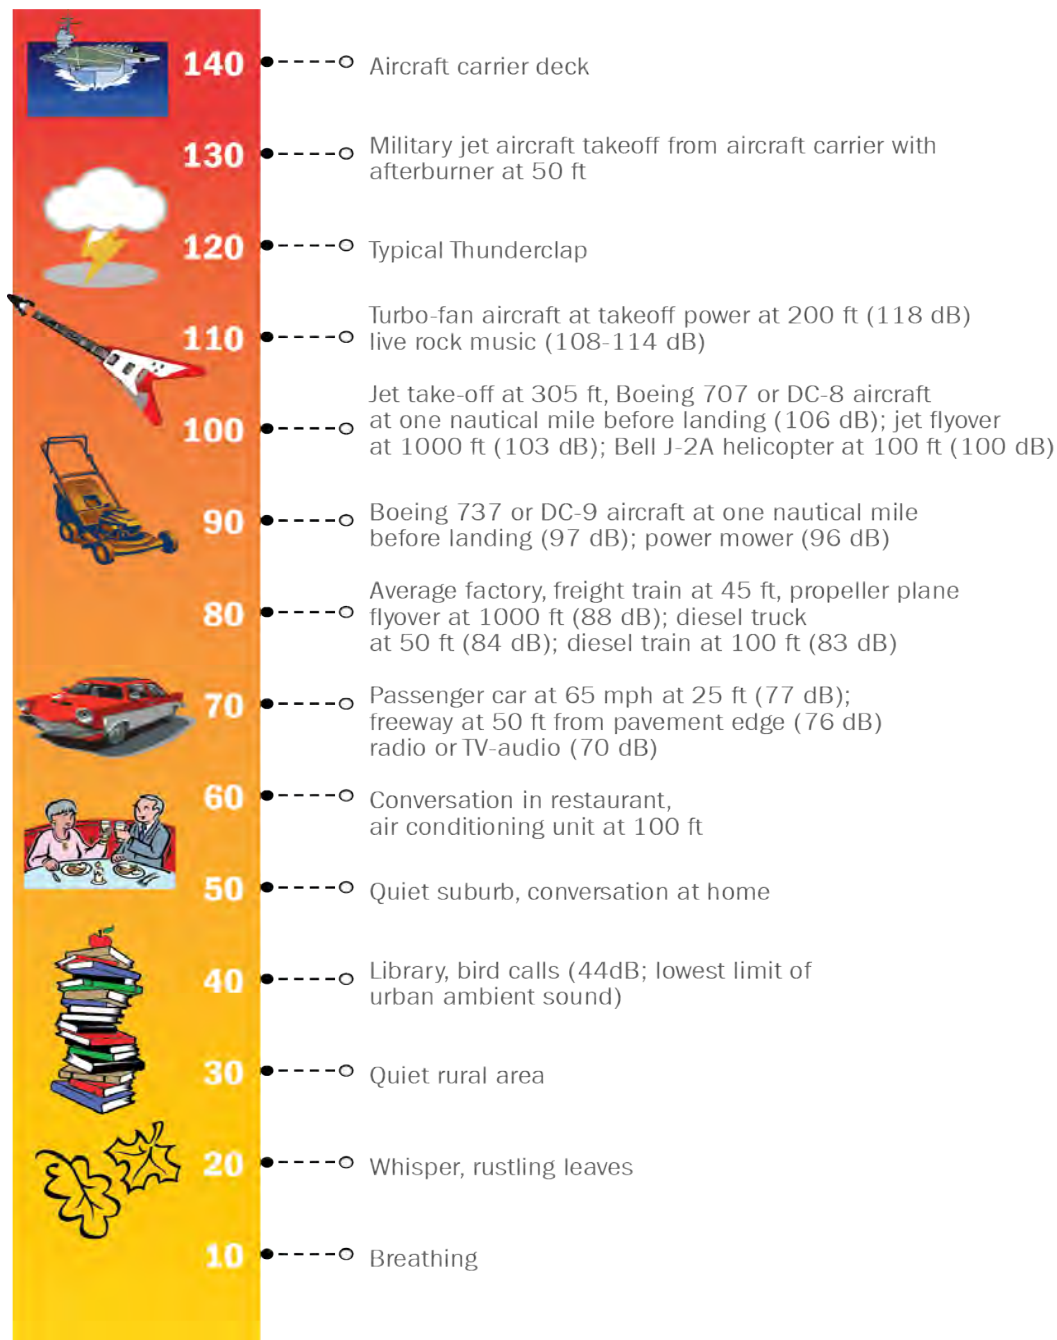 140 Aircraft carrier deck
130 Military jet aircraft takeoff from aircraft carrier with
afterburner at 50 ft
120 Typical Thunderclap
Turbo-fan aircraft at takeoff power at 200 ft (118 dB)
110 live rock music (108-114 dB)
Jet take-off at 305 ft, Boeing 707 or DC-8 aircraft
at one nautical mile before landing (106 dB); jet flyover
100 at 1000 ft (103 dB); Bell J-2A helicopter at 100 ft (100 dB)
90 Boeing 737 or DC-9 aircraft at one nautical mile
before landing (97 dB); power mower (96 dB)
Average factory, freight train at 45 ft, propeller plane
80 flyover at 1000 ft (88 dB); diesel truck
at 50 ft (84 dB); diesel train at 100 ft (83 dB)
70 Passenger car at 65 mph at 25 ft (77 dB);
freeway at 50 ft from pavement edge (76 dB)
radio or TV-audio (70 dB)
60 Conversation in restaurant,
air conditioning unit at 100 ft
50 Quiet suburb, conversation at home
40 Library, bird calls (44dB; lowest limit of
urban ambient sound)
30 Quiet rural area
20 Whisper, rustling leaves
10 Breathing